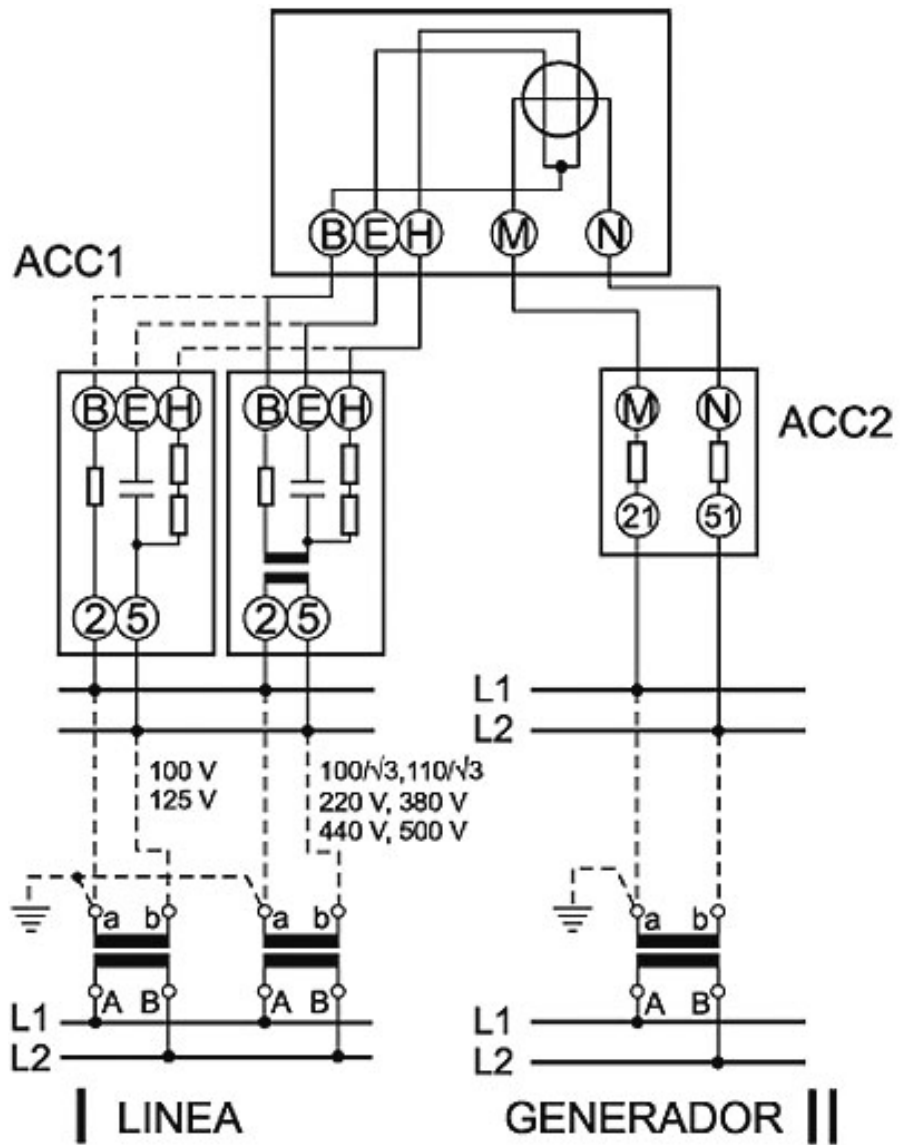 B E H M N
ACC1
B E H B E H M N
ACC2
21 51
2 5 2 5
L1
L2
100 V 100/√3,110/√3
125 V 220 V, 380 V
440 V, 500 V
a b a b a b
A B A B A B
L1 L1
L2 L2
I LINEA GENERADOR II